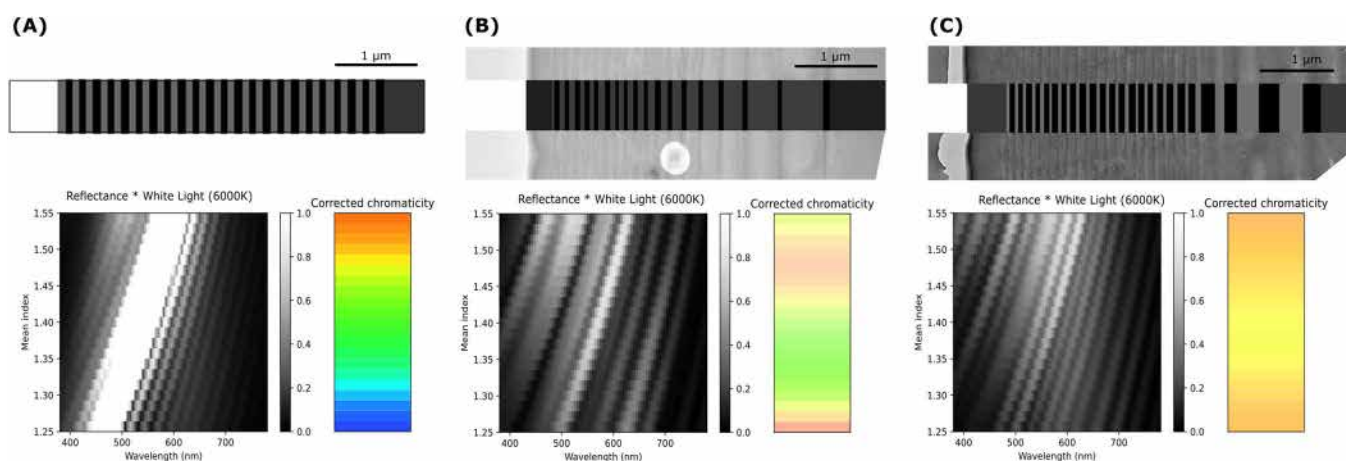 (A)
1 μm
Reflectance * White Light (6000K)
Corrected chromaticity
1.55
1.50
1.45
1.40
1.35
1.30
1.25
Mean index
400
500
600
700
Wavelength (nm)
1.0
0.8
0.6
0.4
0.2
0.0
(B)
1 μm
Reflectance * White Light (6000K)
Corrected chromaticity
1.55
1.50
1.45
1.40
1.35
1.30
1.25
Mean index
400
500
600
700
Wavelength (nm)
1.0
0.8
0.6
0.4
0.2
0.0
(C)
1 μm
Reflectance * White Light (6000K)
Corrected chromaticity
1.55
1.50
1.45
1.40
1.35
1.30
1.25
Mean index
400
500
600
700
Wavelength (nm)
1.0
0.8
0.6
0.4
0.2
0.0